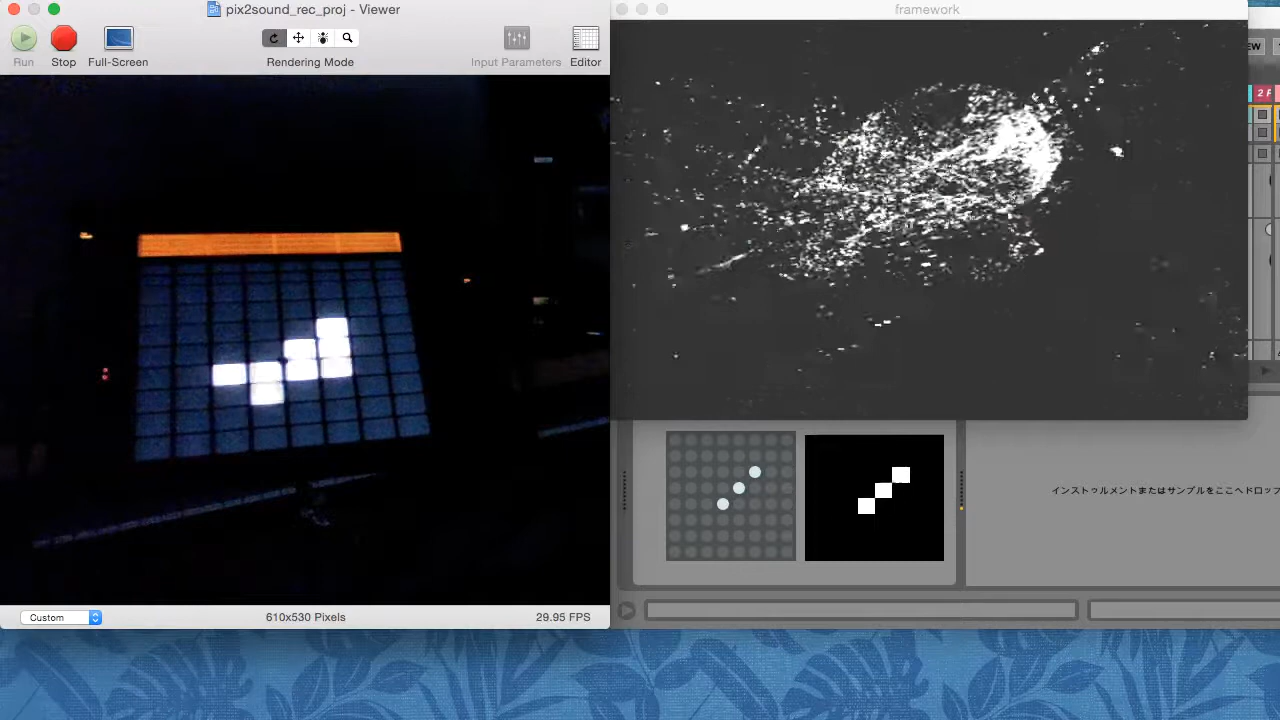 pix2sound_rec_proj - Viewer
Run
Stop
Full-Screen
Rendering Mode
Input Parameters
Editor
framework
EW
2 F
インストゥルメントまたはサンプルをここへドロップ
Custom
610x530 Pixels
29.95 FPS